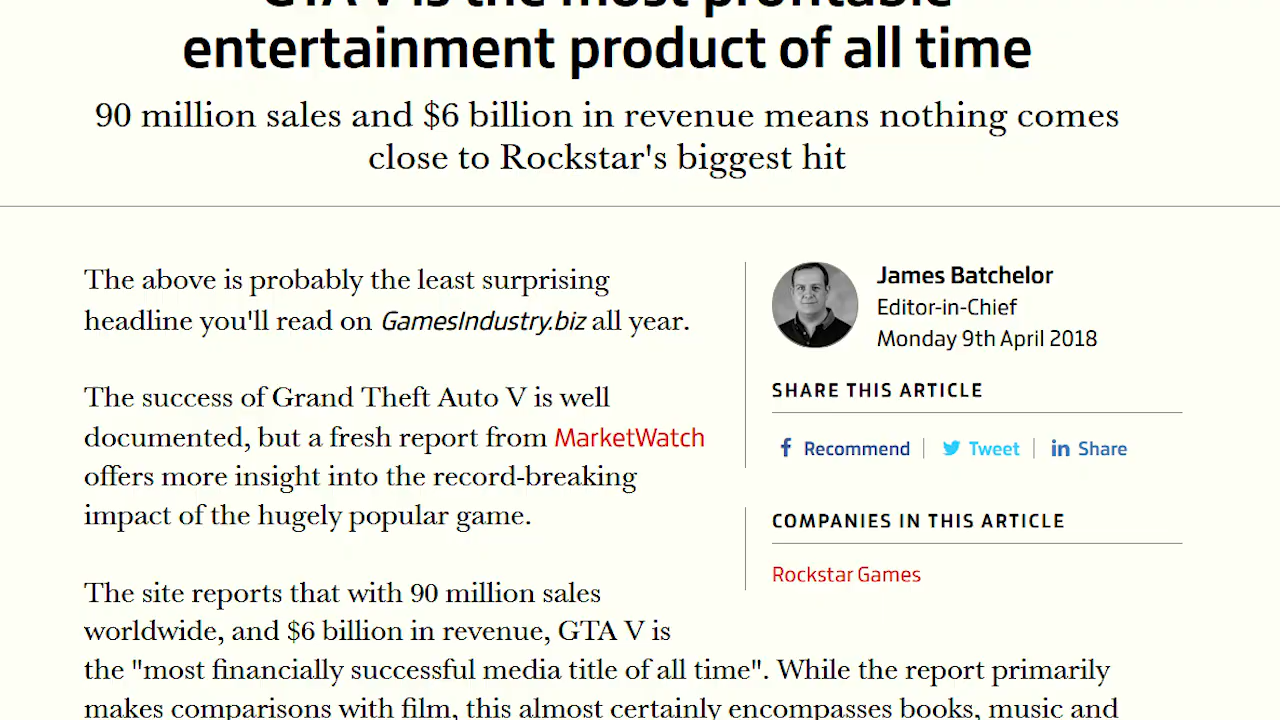 GTA V is the most profitable
entertainment product of all time
90 million sales and $6 billion in revenue means nothing comes
close to Rockstar's biggest hit
The above is probably the least surprising
headline you'll read on GamesIndustry.biz all year.
The success of Grand Theft Auto V is well
documented, but a fresh report from MarketWatch
offers more insight into the record-breaking
impact of the hugely popular game.
The site reports that with 90 million sales
worldwide, and $6 billion in revenue, GTA V is
the "most financially successful media title of all time". While the report primarily
makes comparisons with film, this almost certainly encompasses books, music and
James Batchelor
Editor-in-Chief
Monday 9th April 2018
SHARE THIS ARTICLE
Recommend
Tweet
Share
COMPANIES IN THIS ARTICLE
Rockstar Games